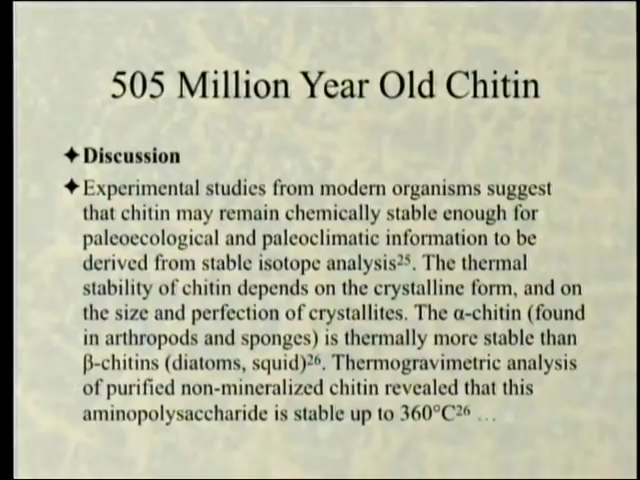 505 Million Year Old Chitin
✦Discussion
✦Experimental studies from modern organisms suggest
that chitin may remain chemically stable enough for
paleoecological and paleoclimatic information to be
derived from stable isotope analysis²⁵. The thermal
stability of chitin depends on the crystalline form, and on
the size and perfection of crystallites. The α-chitin (found
in arthropods and sponges) is thermally more stable than
β-chitins (diatoms, squid)²⁶. Thermogravimetric analysis
of purified non-mineralized chitin revealed that this
aminopolysaccharide is stable up to 360°C²⁶ …